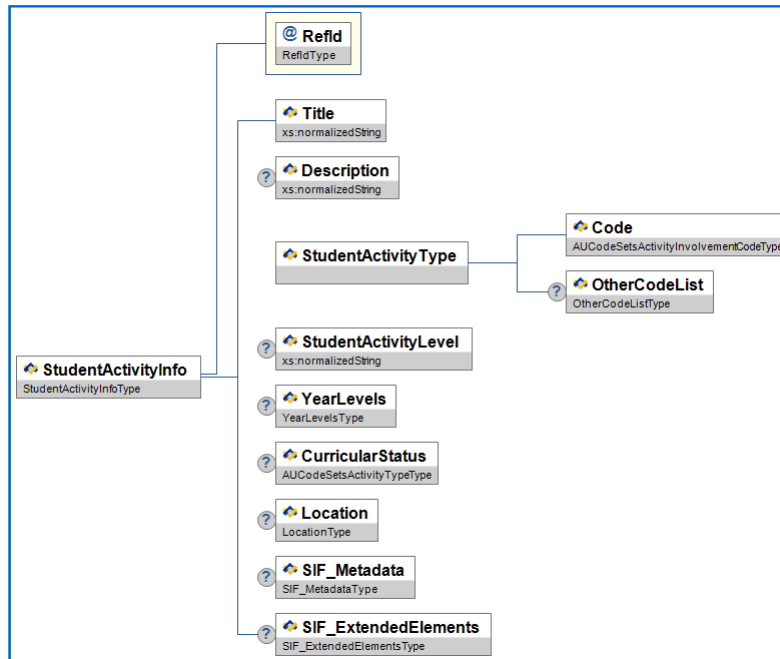 @ RefId
RefIdType
Title
xs:normalizedString
? Description
xs:normalizedString
Code
AUCodeSetsActivityInvolvementCodeType
StudentActivityType
? OtherCodeList
OtherCodeListType
? StudentActivityLevel
xs:normalizedString
StudentActivityInfo
StudentActivityInfoType
? YearLevels
YearLevelsType
? CurricularStatus
AUCodeSetsActivityTypeType
? Location
LocationType
? SIF_Metadata
SIF_MetadataType
? SIF_ExtendedElements
SIF_ExtendedElementsType